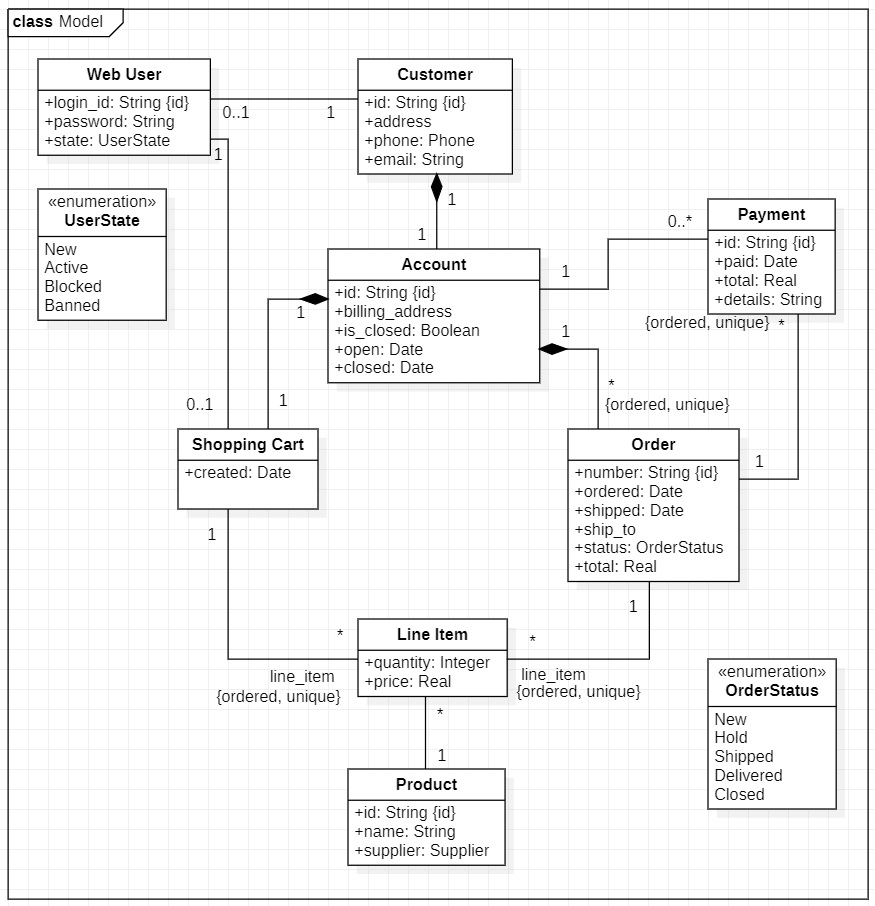 class Model
Web User
+login_id: String {id}
+password: String
+state: UserState
Customer
+id: String {id}
+address
+phone: Phone
+email: String
0..1
1
1
«enumeration»
UserState
New
Active
Blocked
Banned
1
1
Payment
+id: String {id}
+paid: Date
+total: Real
+details: String
0..*
1
Account
+id: String {id}
+billing_address
+is_closed: Boolean
+open: Date
+closed: Date
1
1
{ordered, unique}
*
*
{ordered, unique}
0..1
1
Shopping Cart
+created: Date
Order
+number: String {id}
+ordered: Date
+shipped: Date
+ship_to
+status: OrderStatus
+total: Real
1
1
1
*
line_item
{ordered, unique}
Line Item
+quantity: Integer
+price: Real
*
line_item
{ordered, unique}
*
1
Product
+id: String {id}
+name: String
+supplier: Supplier
«enumeration»
OrderStatus
New
Hold
Shipped
Delivered
Closed